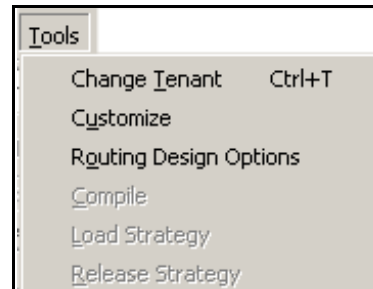 Tools
Change Tenant Ctrl+T
Customize
Routing Design Options
Compile
Load Strategy
Release Strategy